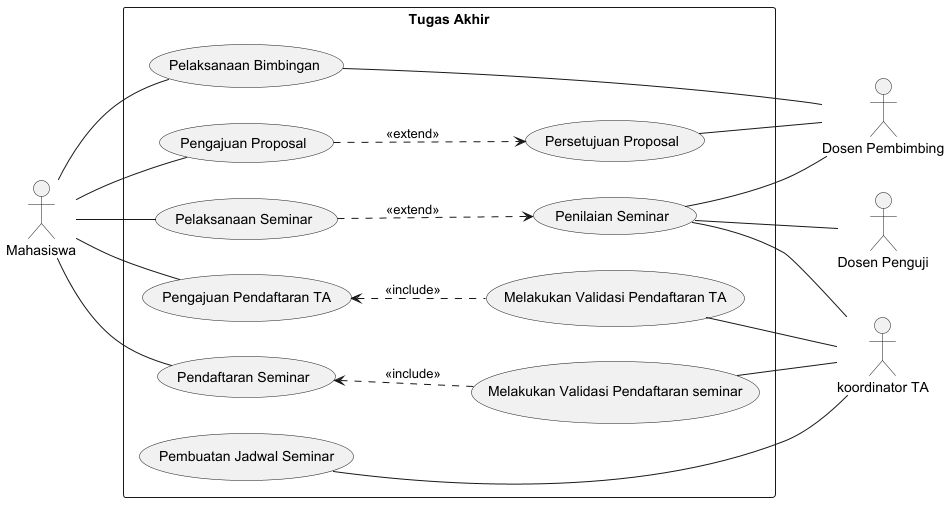 Tugas Akhir
Pelaksanaan Bimbingan
Pengajuan Proposal
«extend»
Persetujuan Proposal
Dosen Pembimbing
Mahasiswa
Pelaksanaan Seminar
«extend»
Penilaian Seminar
Dosen Penguji
Pengajuan Pendaftaran TA
«include»
Melakukan Validasi Pendaftaran TA
Pendaftaran Seminar
«include»
Melakukan Validasi Pendaftaran seminar
koordinator TA
Pembuatan Jadwal Seminar